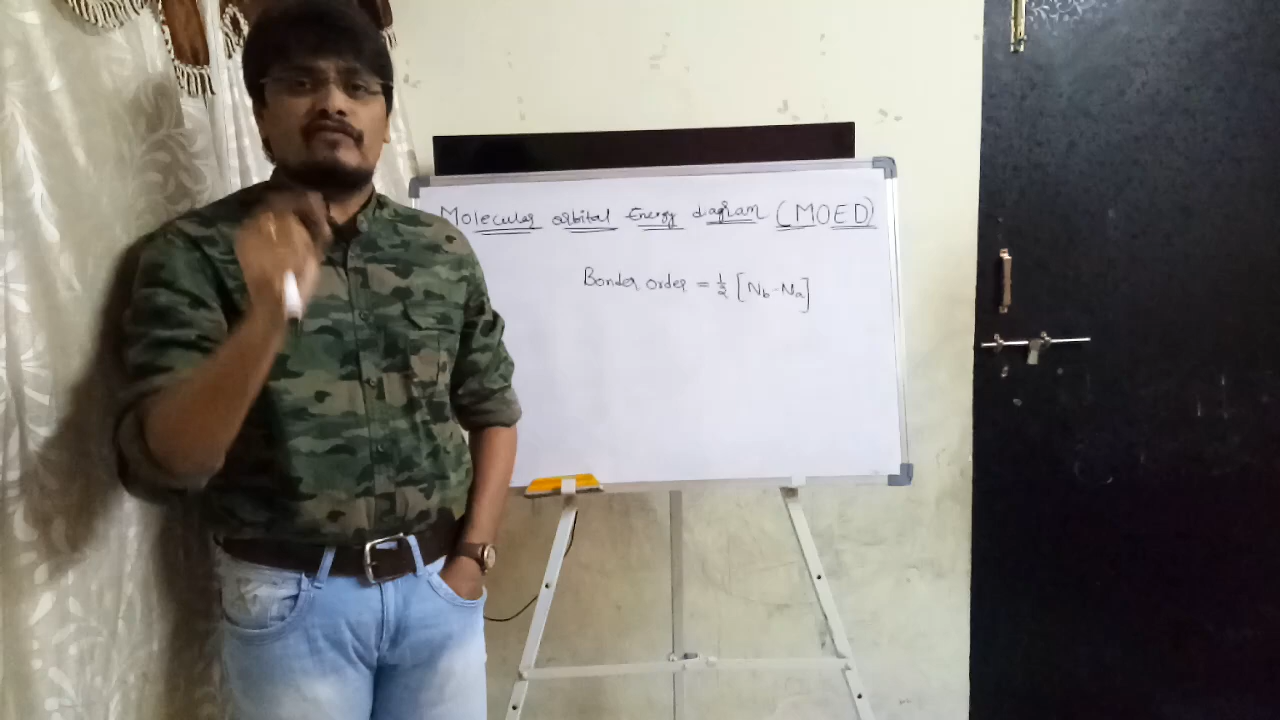 Molecular orbital Energy diagram (MOED)
Bonder order = 1/2 [Nb-Na]